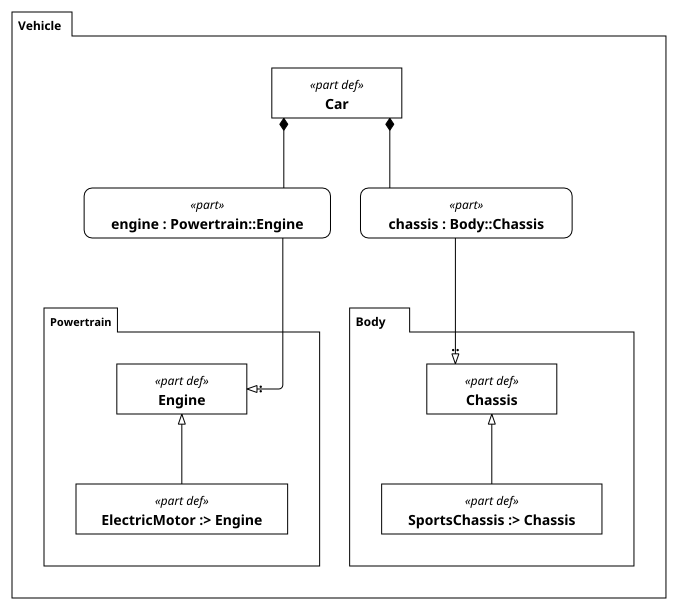 Vehicle
«part def»
Car
«part»
engine : Powertrain::Engine
«part»
chassis : Body::Chassis
Powertrain
«part def»
Engine
«part def»
ElectricMotor :> Engine
Body
«part def»
Chassis
«part def»
SportsChassis :> Chassis